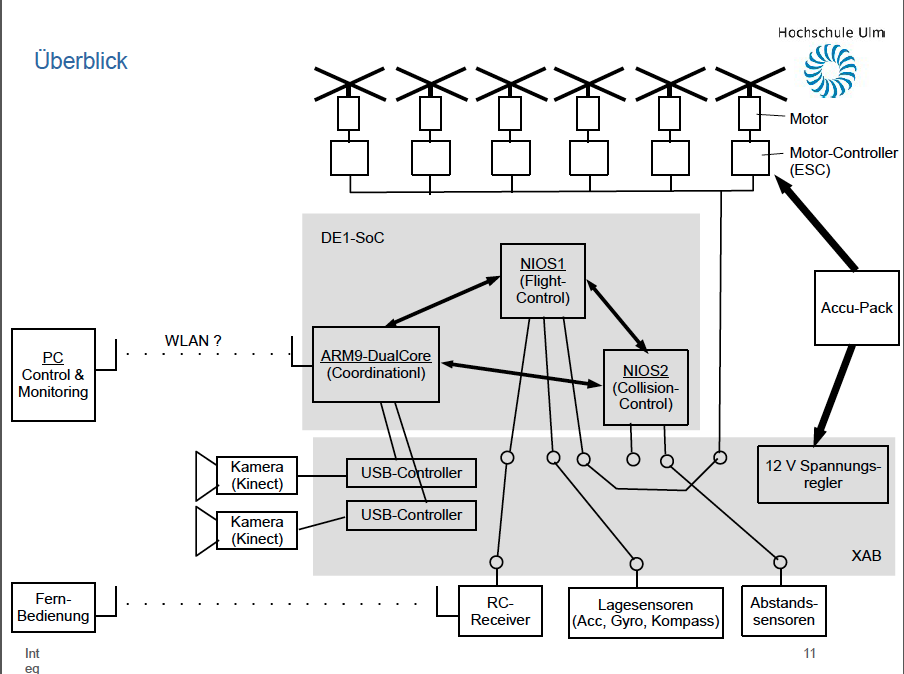 Hochschule Ulm
Überblick
Motor
Motor-Controller
(ESC)
DE1-SoC
NIOS1
(Flight-
Control)
Accu-Pack
WLAN ?
PC
Control &
Monitoring
ARM9-DualCore
(Coordinationl)
NIOS2
(Collision-
Control)
Kamera
(Kinect)
USB-Controller
12 V Spannungs-
regler
Kamera
(Kinect)
USB-Controller
XAB
Fern-
Bedienung
RC-
Receiver
Lagesensoren
(Acc, Gyro, Kompass)
Abstands-
sensoren
Int
eg
11